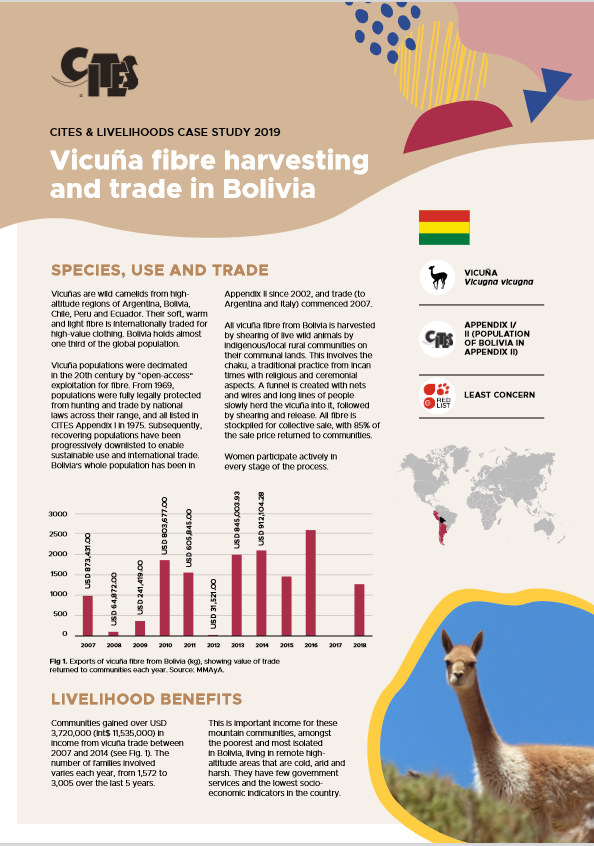 CITES
CITES & LIVELIHOODS CASE STUDY 2019
Vicuña fibre harvesting
and trade in Bolivia
SPECIES, USE AND TRADE
Vicuñas are wild camelids from high-
altitude regions of Argentina, Bolivia,
Chile, Peru and Ecuador. Their soft, warm
and light fibre is internationally traded for
high-value clothing. Bolivia holds almost
one third of the global population.
Vicuña populations were decimated
in the 20th century by "open-access"
exploitation for fibre. From 1969,
populations were fully legally protected
from hunting and trade by national
laws across their range, and all listed in
CITES Appendix I in 1975. Subsequently,
recovering populations have been
progressively downlisted to enable
sustainable use and international trade.
Bolivia's whole population has been in
Appendix II since 2002, and trade (to
Argentina and Italy) commenced 2007.
All vicuña fibre from Bolivia is harvested
by shearing of live wild animals by
indigenous/local rural communities on
their communal lands. This involves the
chaku, a traditional practice from Incan
times with religious and ceremonial
aspects. A funnel is created with nets
and wires and long lines of people
slowly herd the vicuña into it, followed
by shearing and release. All fibre is
stockpiled for collective sale, with 85% of
the sale price returned to communities.
Women participate actively in
every stage of the process.
VICUÑA
Vicugna vicugna
CITES
APPENDIX I/
II (POPULATION
OF BOLIVIA IN
APPENDIX II)
RED
LIST
LEAST CONCERN
3000
2500
2000
1500
1000
500
0
USD 873,431.00
USD 64,872.00
USD 241,419.00
USD 803,677.00
USD 605,845.00
USD 31,521.00
USD 845,003.93
USD 912,104.28
2007 2008 2009 2010 2011 2012 2013 2014 2015 2016 2017 2018
Fig 1. Exports of vicuña fibre from Bolivia (kg), showing value of trade
returned to communities each year. Source: MMAyA.
LIVELIHOOD BENEFITS
Communities gained over USD
3,720,000 (int$ 11,535,000) in
income from vicuña trade between
2007 and 2014 (see Fig. 1). The
number of families involved
varies each year, from 1,572 to
3,005 over the last 5 years.
This is important income for these
mountain communities, amongst
the poorest and most isolated
in Bolivia, living in remote high-
altitude areas that are cold, arid and
harsh. They have few government
services and the lowest socio-
economic indicators in the country.